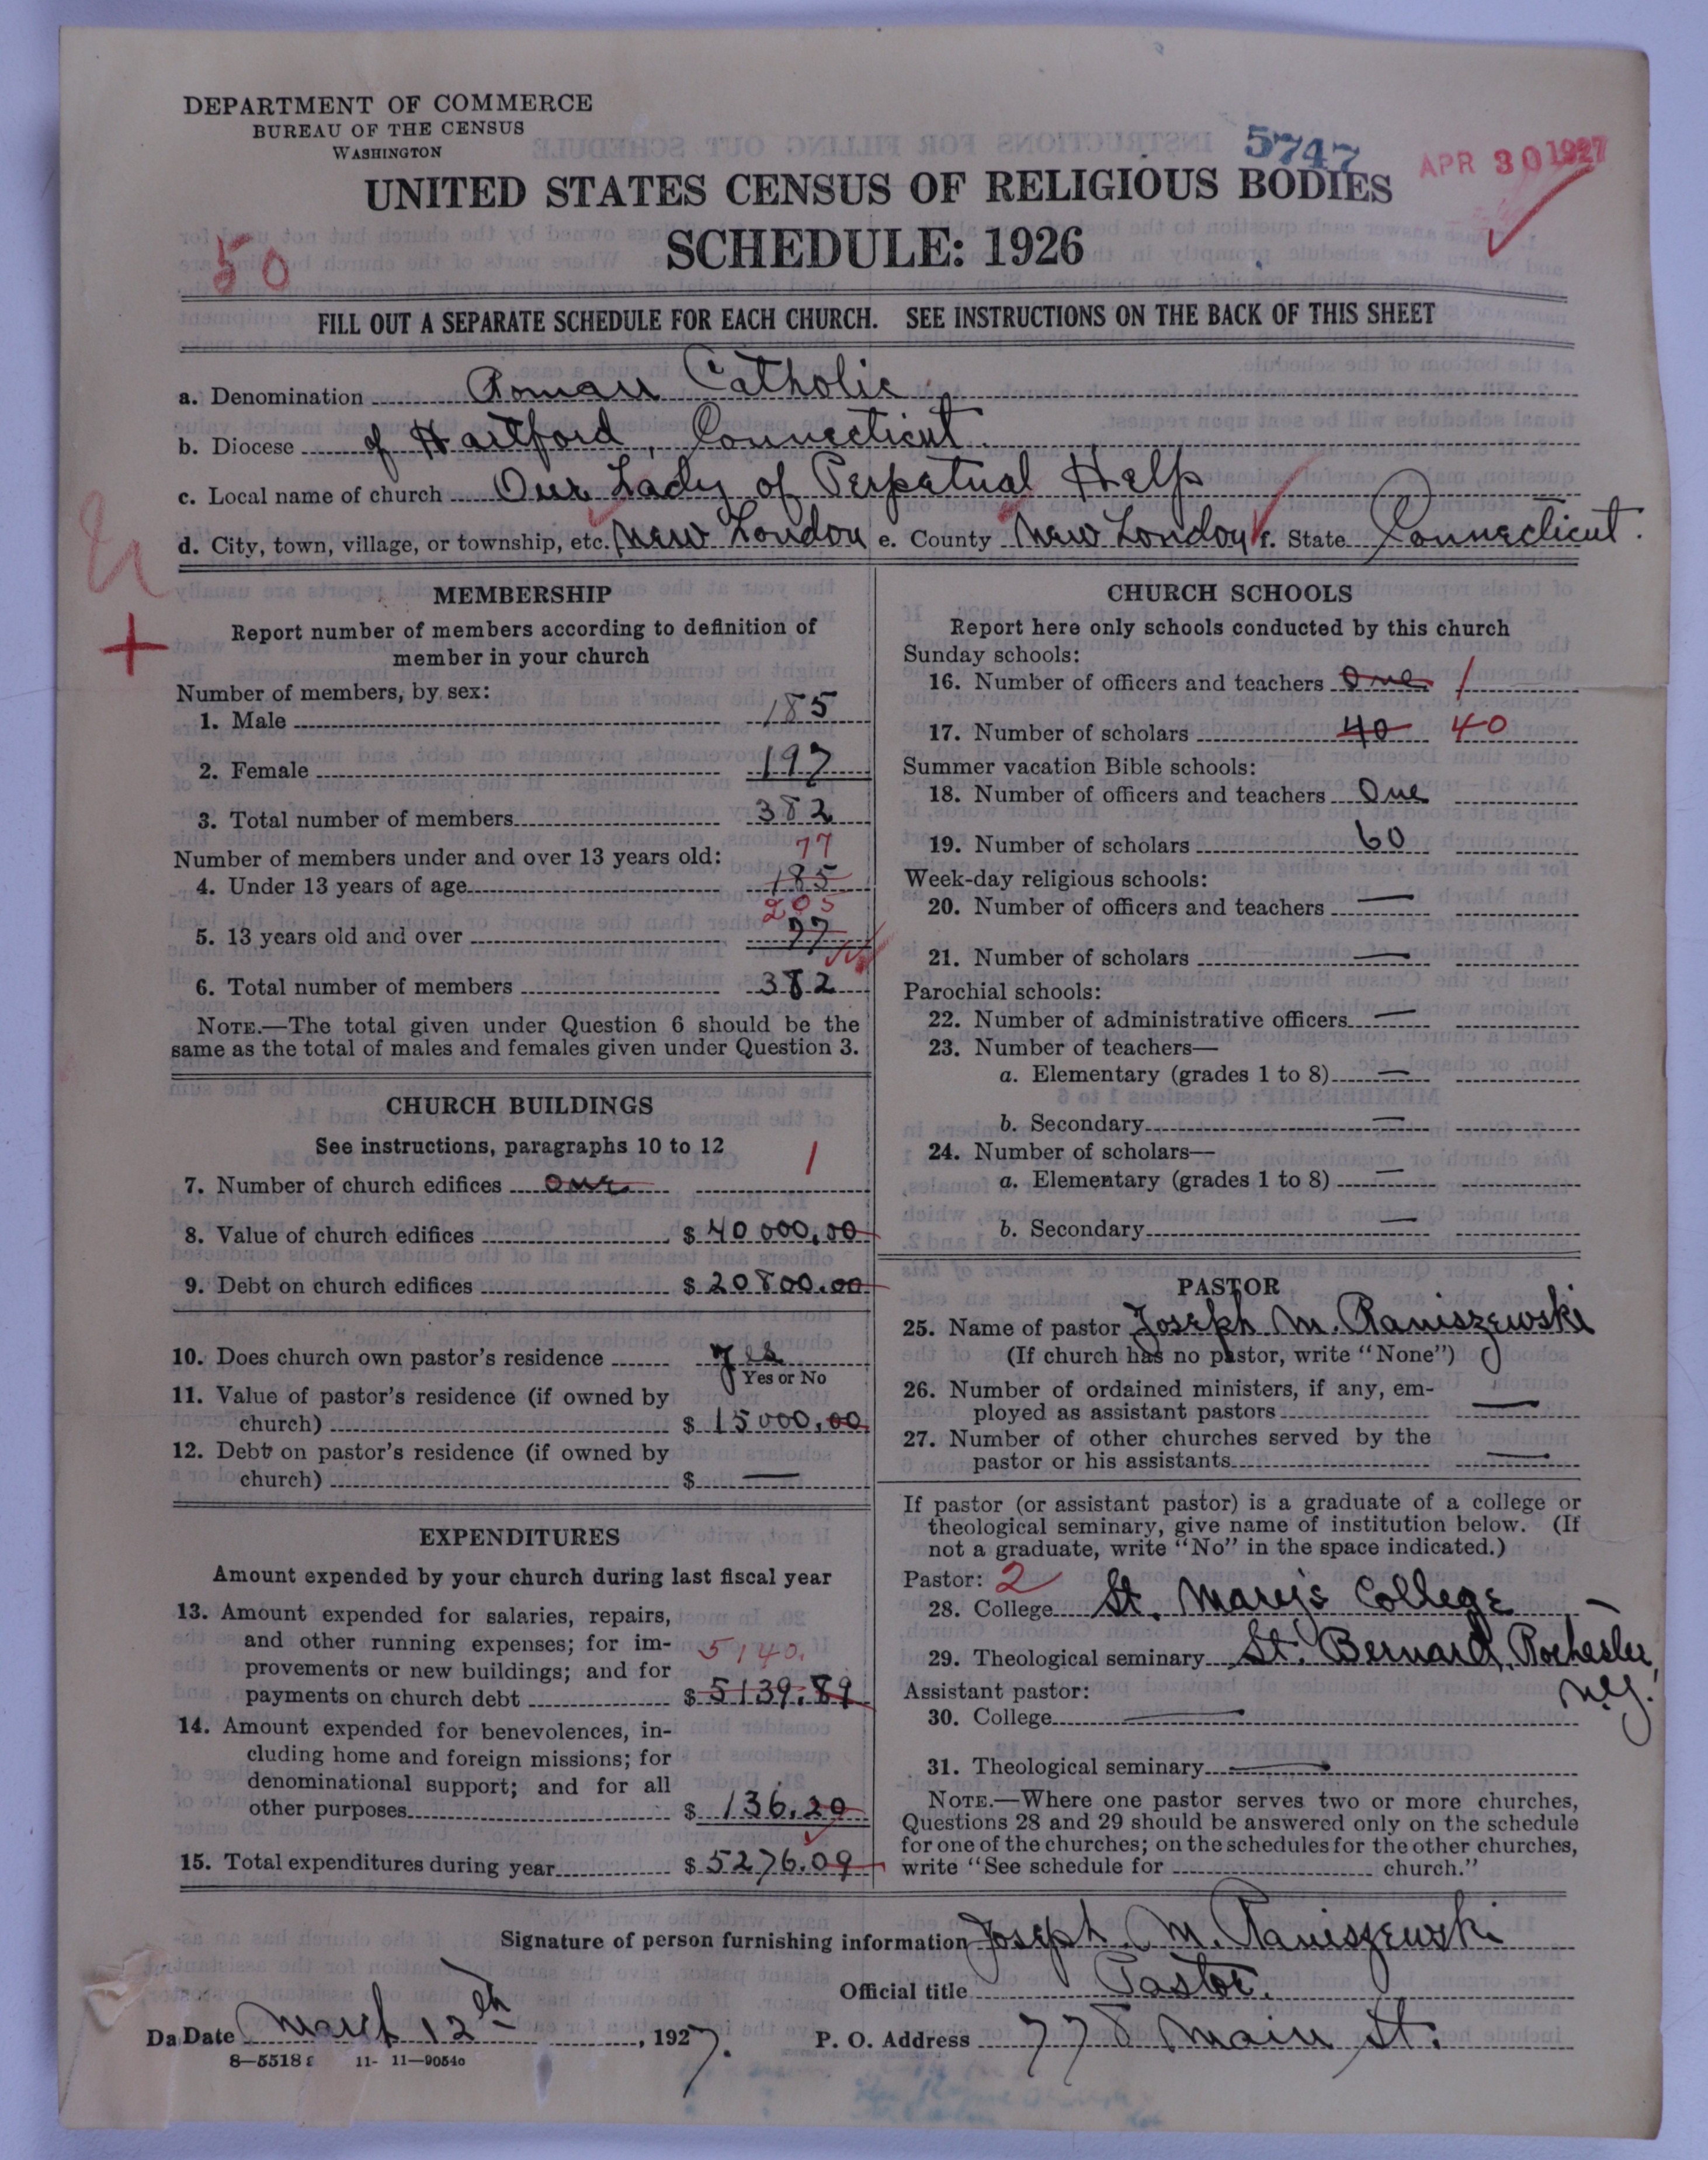 DEPARTMENT OF COMMERCE
BUREAU OF THE CENSUS
WASHINGTON
5747
APR 30 1927
UNITED STATES CENSUS OF RELIGIOUS BODIES
SCHEDULE: 1926
50
FILL OUT A SEPARATE SCHEDULE FOR EACH CHURCH. SEE INSTRUCTIONS ON THE BACK OF THIS SHEET
a. Denomination Roman Catholic
b. Diocese of Hartford, Connecticut.
c. Local name of church Our Lady of Perpetual Help
d. City, town, village, or township, etc. New London e. County New London f. State Connecticut.
MEMBERSHIP
Report number of members according to definition of
member in your church
Number of members, by sex:
1. Male 185
2. Female 197
3. Total number of members 382
Number of members under and over 13 years old: 77
4. Under 13 years of age 185
205
5. 13 years old and over 77
6. Total number of members 382
NOTE.—The total given under Question 6 should be the
same as the total of males and females given under Question 3.
CHURCH BUILDINGS
See instructions, paragraphs 10 to 12
7. Number of church edifices One 1
8. Value of church edifices $ 40000.00
9. Debt on church edifices $ 20800.00
10. Does church own pastor's residence Yes
Yes or No
11. Value of pastor's residence (if owned by
church) $ 15000.00
12. Debt on pastor's residence (if owned by
church) $ —
EXPENDITURES
Amount expended by your church during last fiscal year
13. Amount expended for salaries, repairs,
and other running expenses; for im-
provements or new buildings; and for 5140.
payments on church debt $ 5139.89
14. Amount expended for benevolences, in-
cluding home and foreign missions; for
denominational support; and for all
other purposes $ 136.20
15. Total expenditures during year $ 5276.09
CHURCH SCHOOLS
Report here only schools conducted by this church
Sunday schools:
16. Number of officers and teachers One 1
17. Number of scholars 40 40
Summer vacation Bible schools:
18. Number of officers and teachers One
19. Number of scholars 60
Week-day religious schools:
20. Number of officers and teachers —
21. Number of scholars —
Parochial schools:
22. Number of administrative officers —
23. Number of teachers—
a. Elementary (grades 1 to 8) —
b. Secondary —
24. Number of scholars—
a. Elementary (grades 1 to 8) —
b. Secondary —
PASTOR
25. Name of pastor Joseph M. Raniszewski
(If church has no pastor, write "None")
26. Number of ordained ministers, if any, em-
ployed as assistant pastors —
27. Number of other churches served by the
pastor or his assistants —
If pastor (or assistant pastor) is a graduate of a college or
theological seminary, give name of institution below. (If
not a graduate, write "No" in the space indicated.)
Pastor: 2
28. College St. Mary's College
29. Theological seminary St. Bernard, Rochester,
N.Y.
Assistant pastor:
30. College —
31. Theological seminary —
NOTE.—Where one pastor serves two or more churches,
Questions 28 and 29 should be answered only on the schedule
for one of the churches; on the schedules for the other churches,
write "See schedule for church."
Signature of person furnishing information Joseph M. Raniszewski
Official title Pastor.
Da Date March 12th, 1927.
P. O. Address 778 Main St.
8—5518 11- 11—9054a